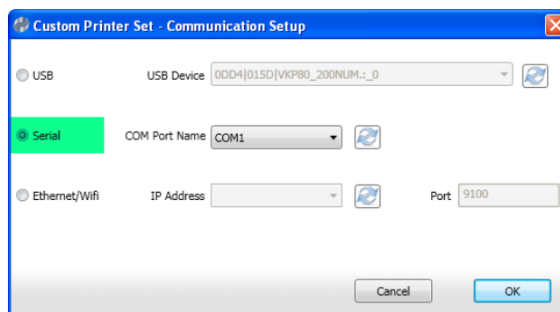 Custom Printer Set - Communication Setup
USB USB Device 0DD4|015D|VKP80_200NUM.:_0
Serial COM Port Name COM1
Ethernet/Wifi IP Address Port 9100
Cancel OK